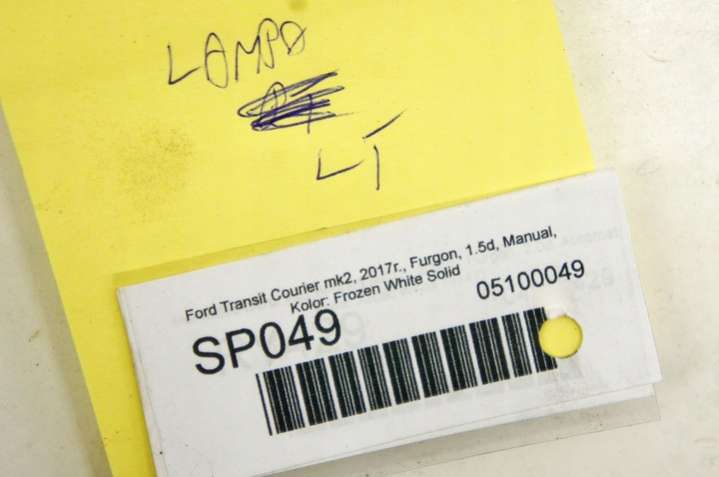 LAMPA
LT
Ford Transit Courier mk2, 2017r., Furgon, 1.5d, Manual,
Kolor: Frozen White Solid
SP049
05100049